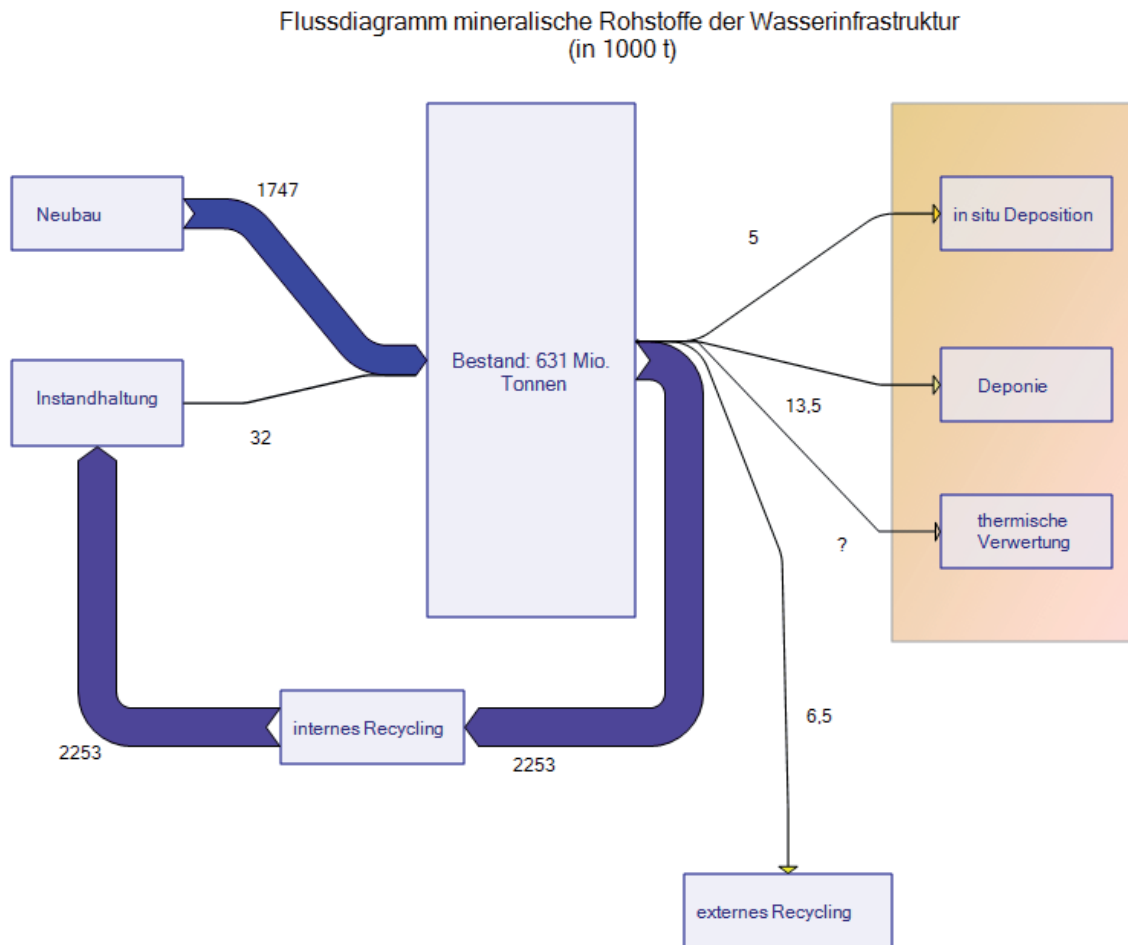 Flussdiagramm mineralische Rohstoffe der Wasserinfrastruktur
(in 1000 t)
1747
Neubau
in situ Deposition
5
Bestand: 631 Mio.
Tonnen
Instandhaltung
Deponie
13,5
32
thermische
Verwertung
?
internes Recycling
6,5
2253
2253
externes Recycling